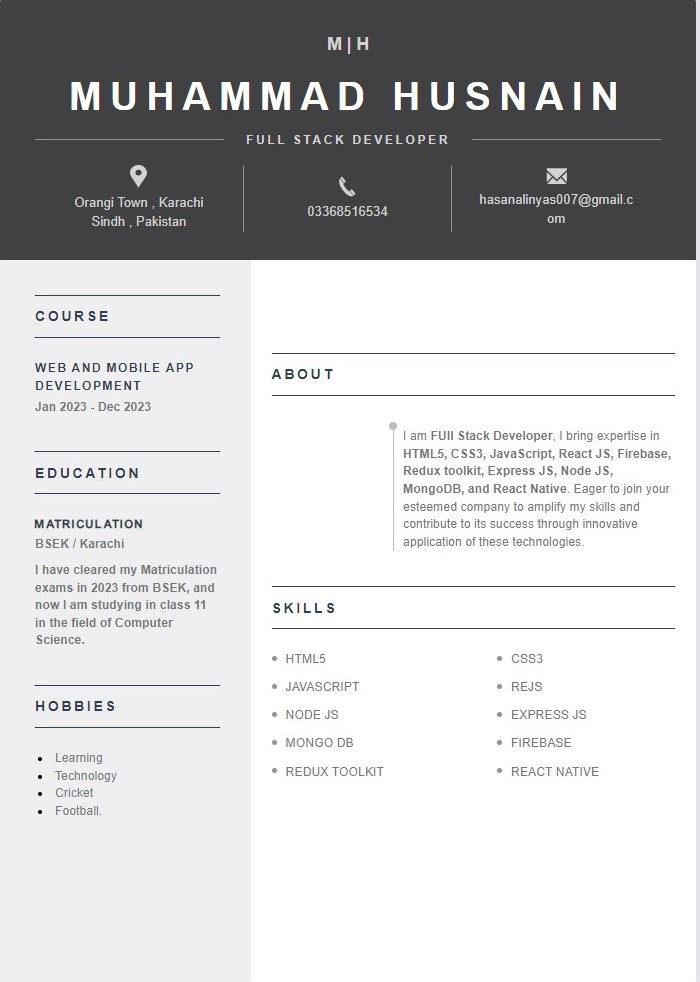 M|H
MUHAMMAD HUSNAIN
FULL STACK DEVELOPER
Orangi Town , Karachi
Sindh , Pakistan
03368516534
hasanalinyas007@gmail.c
om
COURSE
WEB AND MOBILE APP
DEVELOPMENT
Jan 2023 - Dec 2023
EDUCATION
MATRICULATION
BSEK / Karachi
I have cleared my Matriculation
exams in 2023 from BSEK, and
now I am studying in class 11
in the field of Computer
Science.
HOBBIES
Learning
Technology
Cricket
Football.
ABOUT
I am FUll Stack Developer, I bring expertise in
HTML5, CSS3, JavaScript, React JS, Firebase,
Redux toolkit, Express JS, Node JS,
MongoDB, and React Native. Eager to join your
esteemed company to amplify my skills and
contribute to its success through innovative
application of these technologies.
SKILLS
HTML5
CSS3
JAVASCRIPT
REJS
NODE JS
EXPRESS JS
MONGO DB
FIREBASE
REDUX TOOLKIT
REACT NATIVE